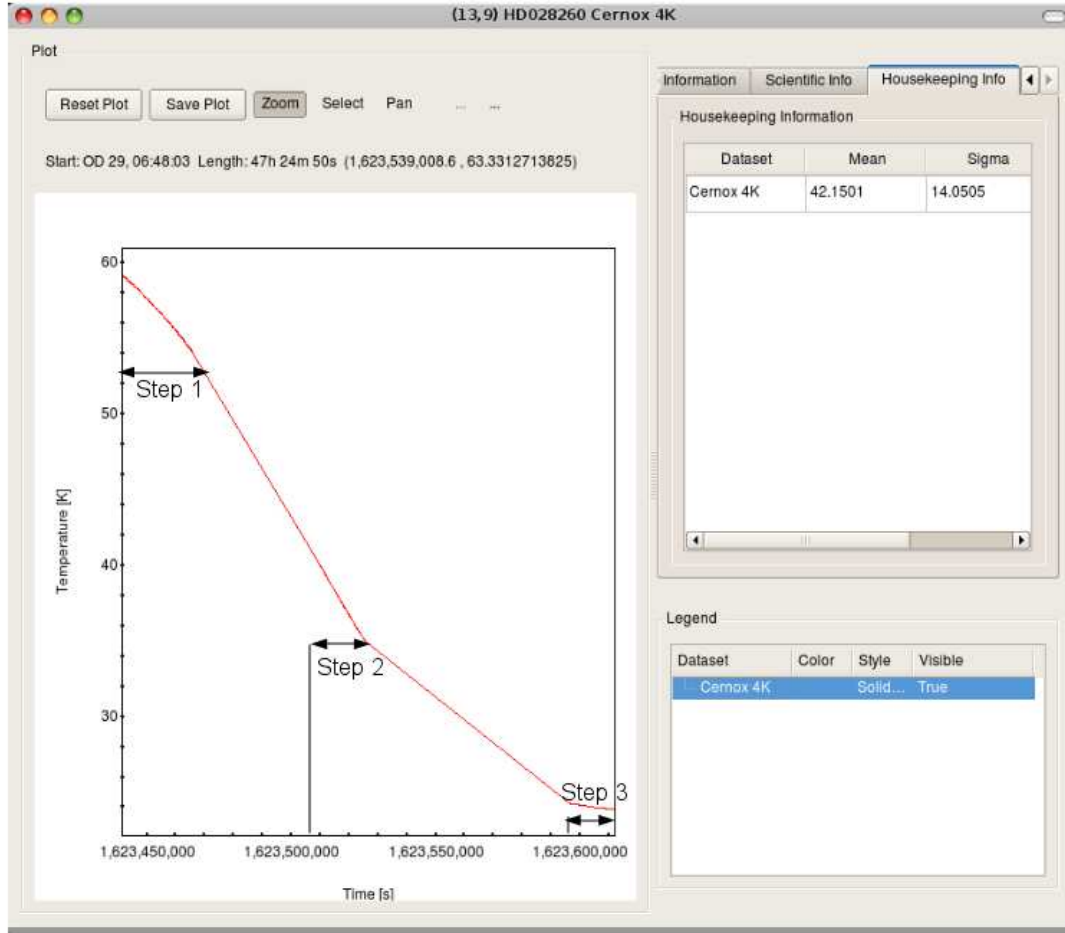 (13,9) HD028260 Cernox 4K
Plot
Reset Plot Save Plot Zoom Select Pan ... ...
Start: OD 29, 06:48:03 Length: 47h 24m 50s (1,623,539,008.6 , 63.3312713825)
60
50
40
30
Temperature [K]
Step 1
Step 2
Step 3
1,623,450,000 1,623,500,000 1,623,550,000 1,623,600,000
Time [s]
Information Scientific Info Housekeeping Info
Housekeeping Information
Dataset Mean Sigma
Cernox 4K 42.1501 14.0505
Legend
Dataset Color Style Visible
Cernox 4K Solid... True